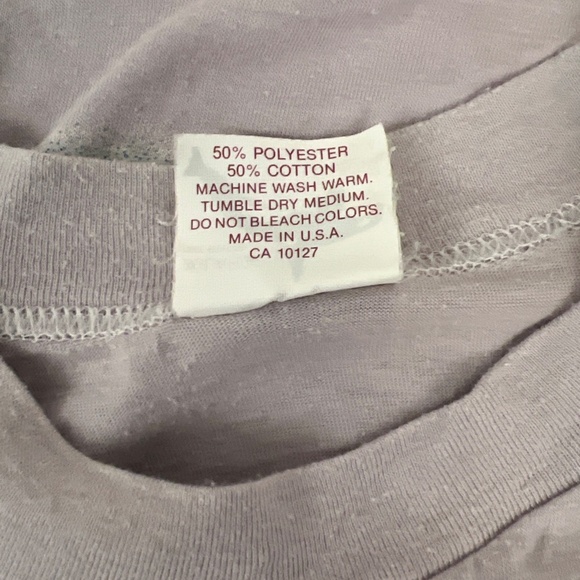 50% POLYESTER
50% COTTON
MACHINE WASH WARM.
TUMBLE DRY MEDIUM.
DO NOT BLEACH COLORS.
MADE IN U.S.A.
CA 10127